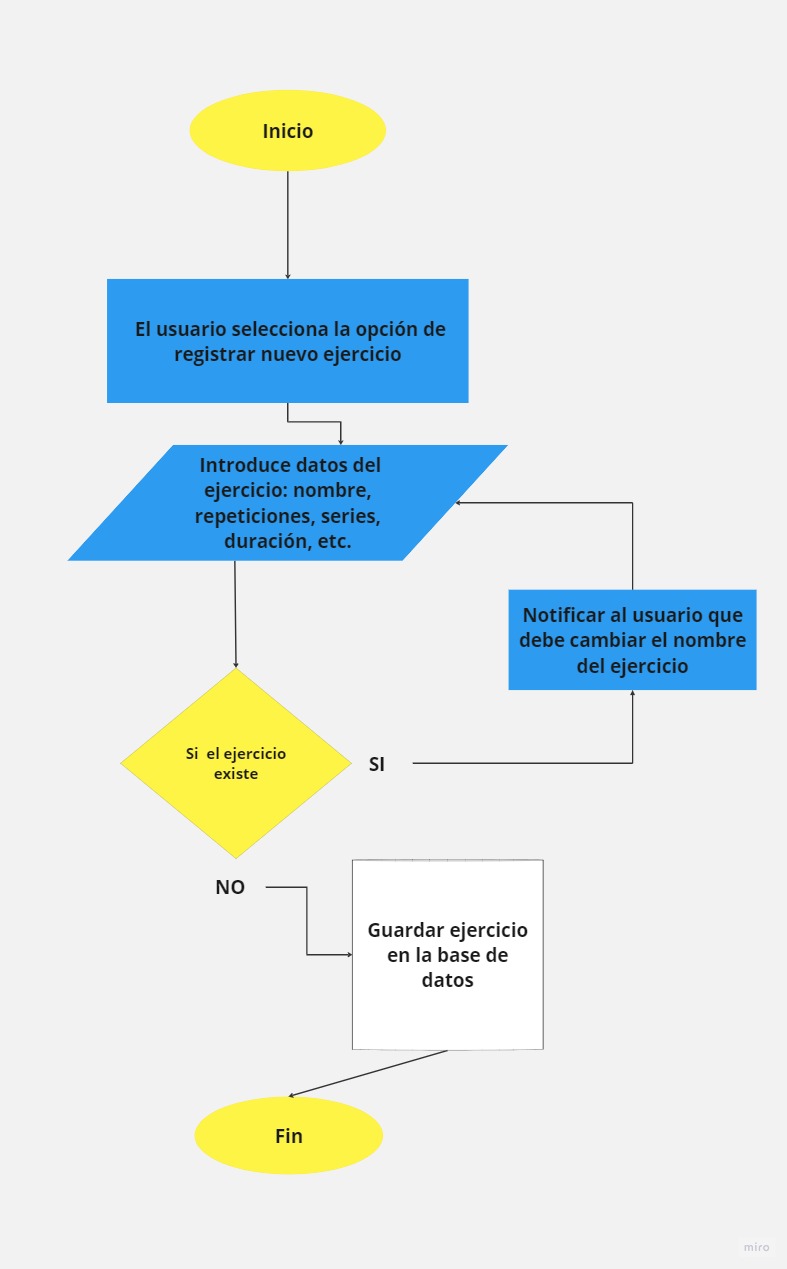 Inicio
El usuario selecciona la opción de
registrar nuevo ejercicio
Introduce datos del
ejercicio: nombre,
repeticiones, series,
duración, etc.
Notificar al usuario que
debe cambiar el nombre
del ejercicio
Si  el ejercicio
existe
SI
NO
Guardar ejercicio
en la base de
datos
Fin
miro